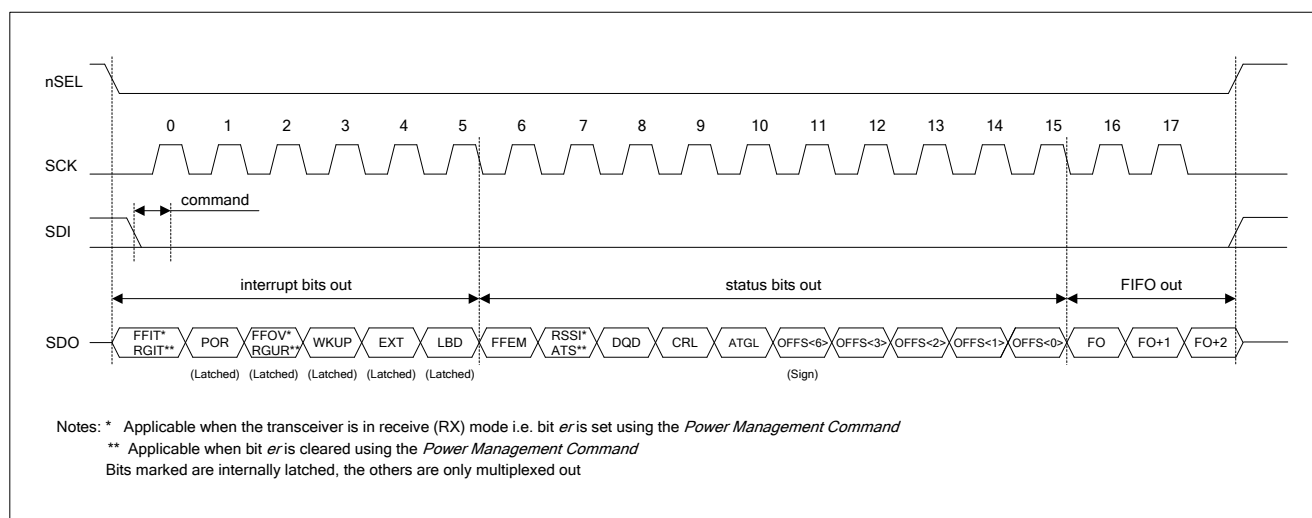 nSEL
0 1 2 3 4 5 6 7 8 9 10 11 12 13 14 15 16 17
SCK
command
SDI
interrupt bits out status bits out FIFO out
SDO
FFIT*
RGIT**
POR
FFOV*
RGUR**
WKUP
EXT
LBD
FFEM
RSSI*
ATS**
DQD
CRL
ATGL
OFFS<6>
OFFS<3>
OFFS<2>
OFFS<1>
OFFS<0>
FO
FO+1
FO+2
(Latched) (Latched) (Latched) (Latched) (Latched) (Sign)
Notes: * Applicable when the transceiver is in receive (RX) mode i.e. bit er is set using the Power Management Command
** Applicable when bit er is cleared using the Power Management Command
Bits marked are internally latched, the others are only multiplexed out